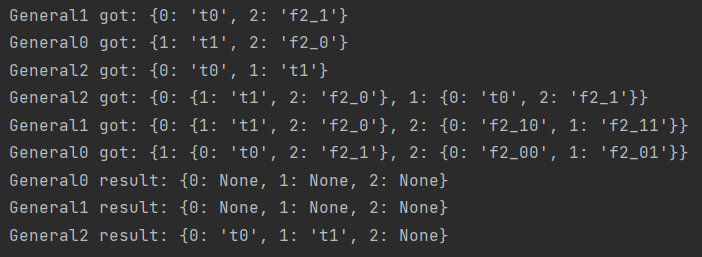 General1 got: {0: 't0', 2: 'f2_1'}
General0 got: {1: 't1', 2: 'f2_0'}
General2 got: {0: 't0', 1: 't1'}
General2 got: {0: {1: 't1', 2: 'f2_0'}, 1: {0: 't0', 2: 'f2_1'}}
General1 got: {0: {1: 't1', 2: 'f2_0'}, 2: {0: 'f2_10', 1: 'f2_11'}}
General0 got: {1: {0: 't0', 2: 'f2_1'}, 2: {0: 'f2_00', 1: 'f2_01'}}
General0 result: {0: None, 1: None, 2: None}
General1 result: {0: None, 1: None, 2: None}
General2 result: {0: 't0', 1: 't1', 2: None}